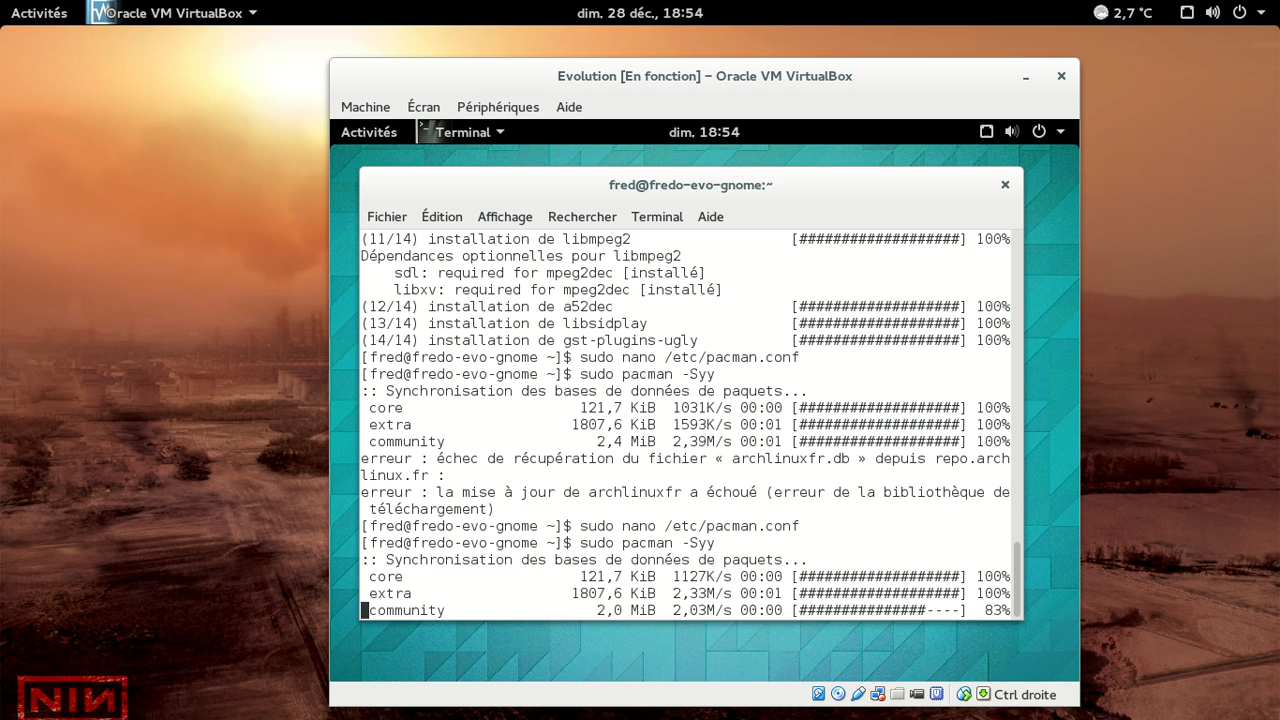 Activités
Oracle VM VirtualBox
dim. 28 déc., 18:54
2,7 °C
Evolution [En fonction] – Oracle VM VirtualBox
Machine Écran Périphériques Aide
Activités Terminal dim. 18:54
fred@fredo-evo-gnome:~
Fichier Édition Affichage Rechercher Terminal Aide
(11/14) installation de libmpeg2 [###################] 100%
Dépendances optionnelles pour libmpeg2
sdl: required for mpeg2dec [installé]
libxv: required for mpeg2dec [installé]
(12/14) installation de a52dec [###################] 100%
(13/14) installation de libsidplay [###################] 100%
(14/14) installation de gst-plugins-ugly [###################] 100%
[fred@fredo-evo-gnome ~]$ sudo nano /etc/pacman.conf
[fred@fredo-evo-gnome ~]$ sudo pacman -Syy
:: Synchronisation des bases de données de paquets...
core 121,7 KiB 1031K/s 00:00 [###################] 100%
extra 1807,6 KiB 1593K/s 00:01 [###################] 100%
community 2,4 MiB 2,39M/s 00:01 [###################] 100%
erreur : échec de récupération du fichier « archlinuxfr.db » depuis repo.arch
linux.fr :
erreur : la mise à jour de archlinuxfr a échoué (erreur de la bibliothèque de
téléchargement)
[fred@fredo-evo-gnome ~]$ sudo nano /etc/pacman.conf
[fred@fredo-evo-gnome ~]$ sudo pacman -Syy
:: Synchronisation des bases de données de paquets...
core 121,7 KiB 1127K/s 00:00 [###################] 100%
extra 1807,6 KiB 2,33M/s 00:01 [###################] 100%
community 2,0 MiB 2,03M/s 00:00 [###############----] 83%
Ctrl droite
NIN